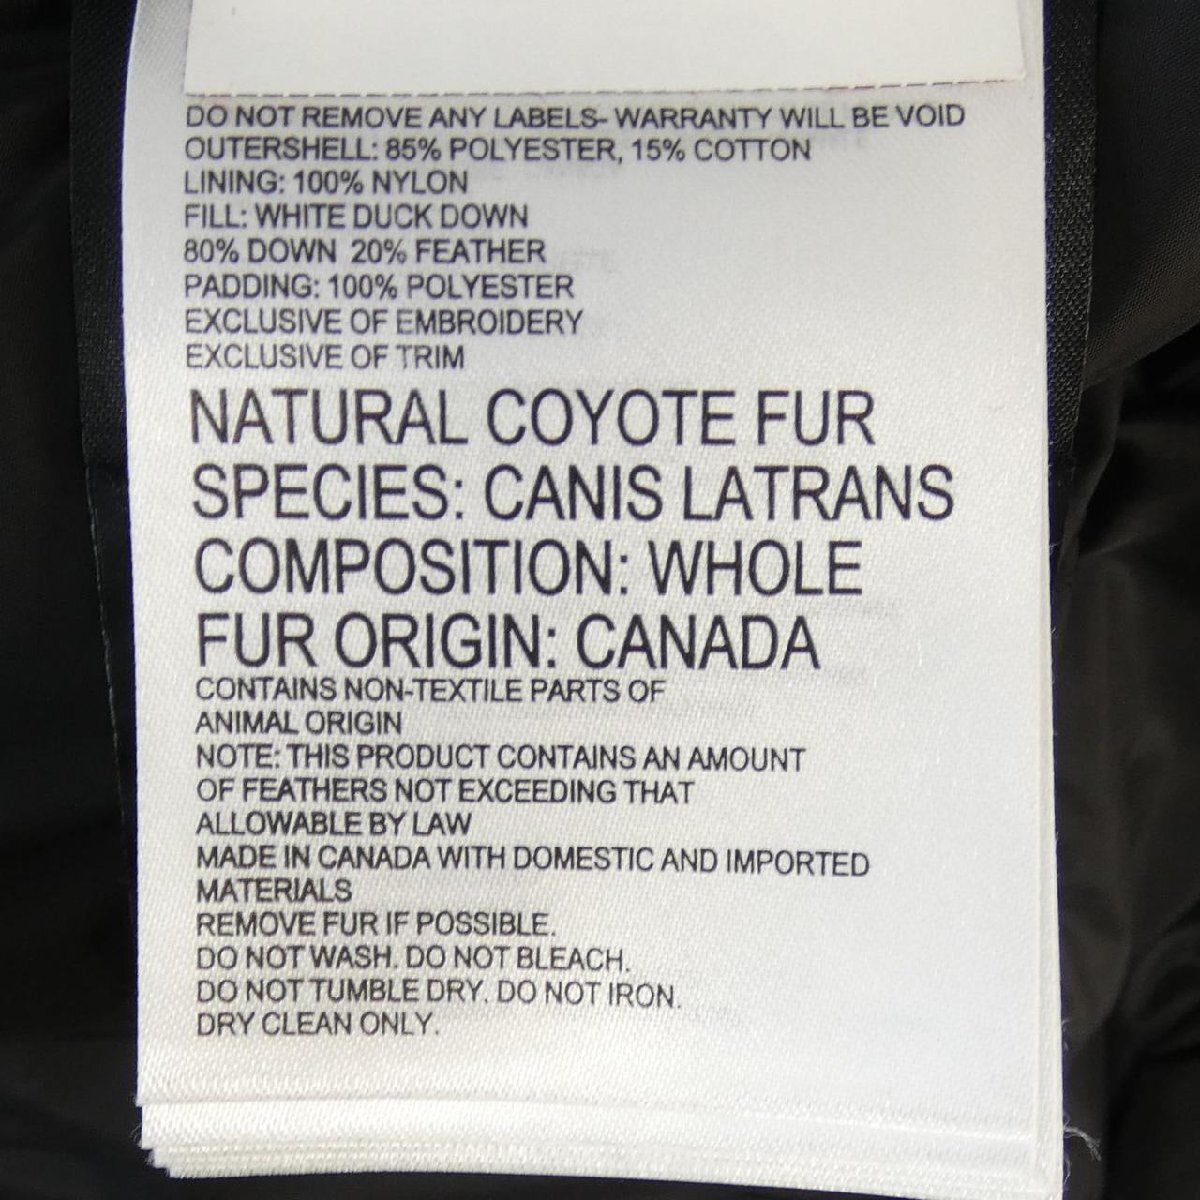 DO NOT REMOVE ANY LABELS- WARRANTY WILL BE VOID
OUTERSHELL: 85% POLYESTER, 15% COTTON
LINING: 100% NYLON
FILL: WHITE DUCK DOWN
80% DOWN 20% FEATHER
PADDING: 100% POLYESTER
EXCLUSIVE OF EMBROIDERY
EXCLUSIVE OF TRIM
NATURAL COYOTE FUR
SPECIES: CANIS LATRANS
COMPOSITION: WHOLE
FUR ORIGIN: CANADA
CONTAINS NON-TEXTILE PARTS OF
ANIMAL ORIGIN
NOTE: THIS PRODUCT CONTAINS AN AMOUNT
OF FEATHERS NOT EXCEEDING THAT
ALLOWABLE BY LAW
MADE IN CANADA WITH DOMESTIC AND IMPORTED
MATERIALS
REMOVE FUR IF POSSIBLE.
DO NOT WASH. DO NOT BLEACH.
DO NOT TUMBLE DRY. DO NOT IRON.
DRY CLEAN ONLY.